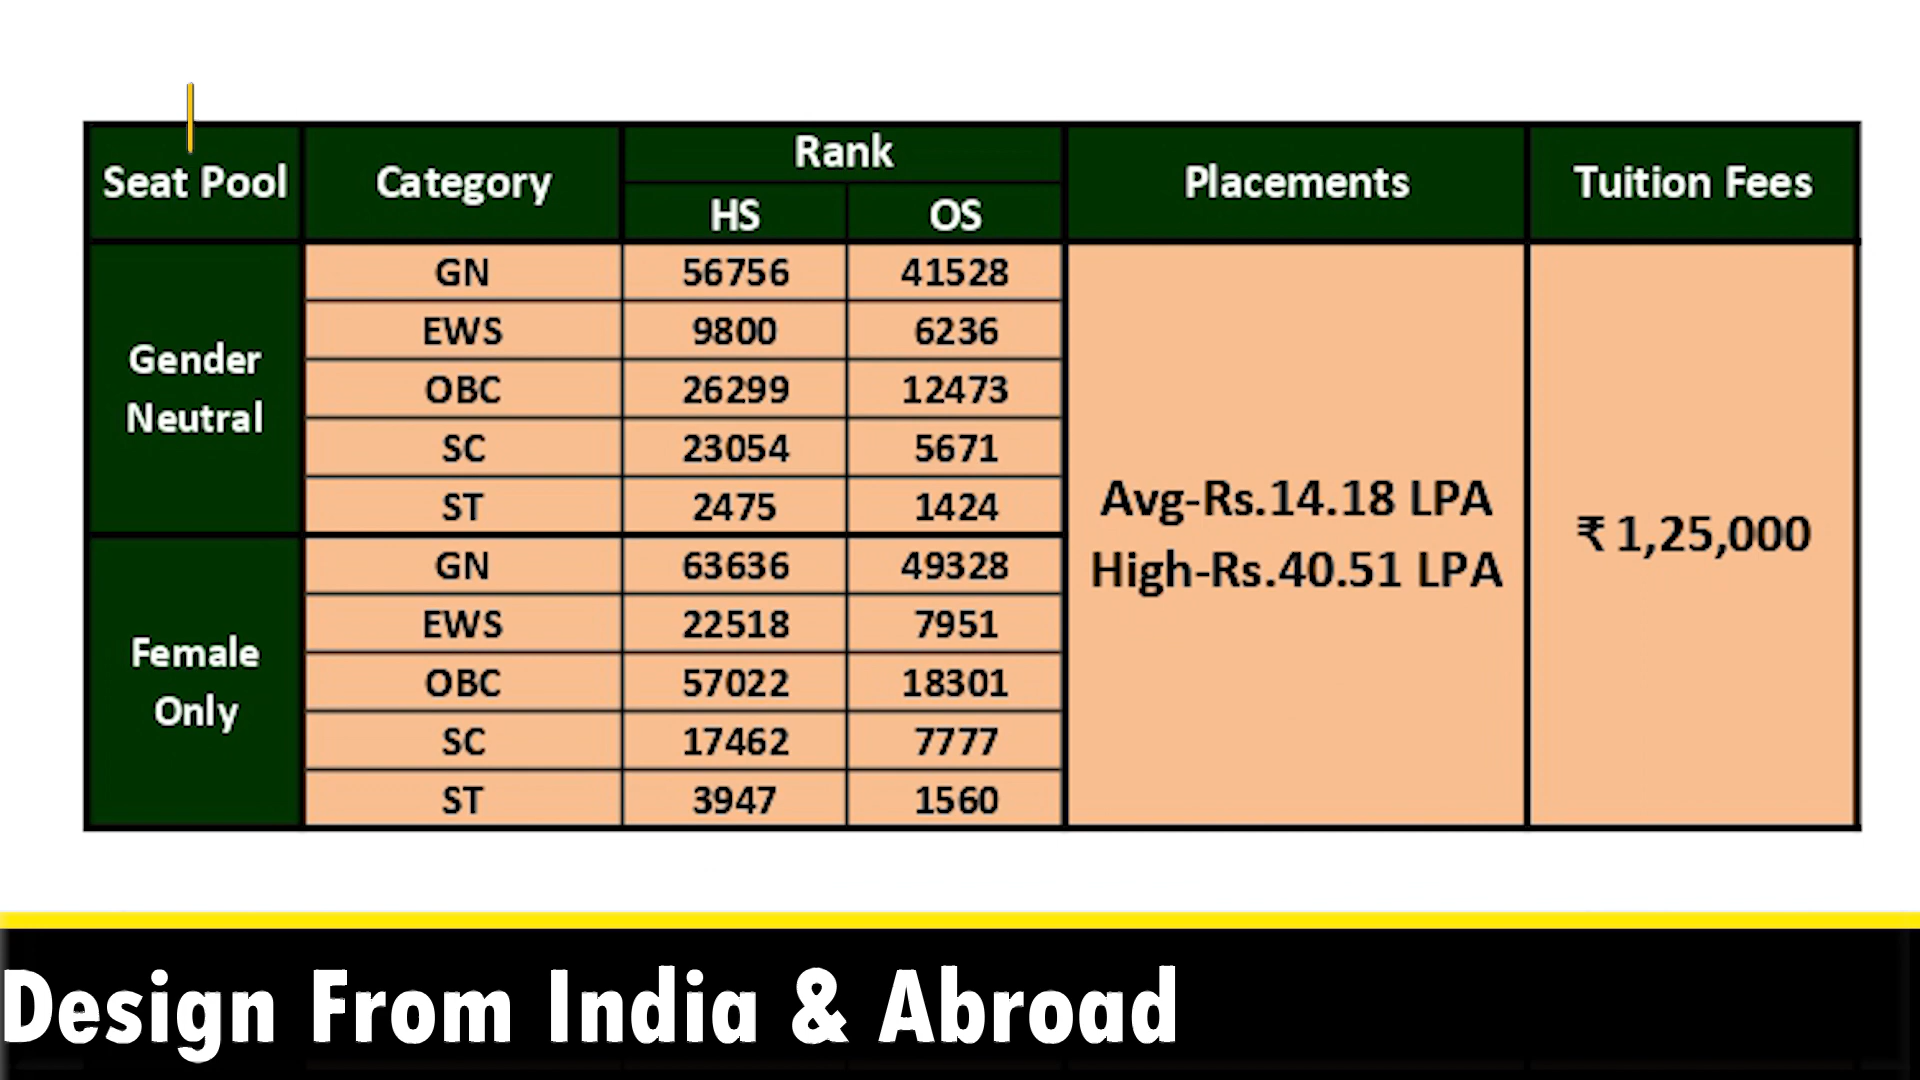 Seat Pool Category Rank Placements Tuition Fees
HS OS
Gender
Neutral
GN 56756 41528
EWS 9800 6236
OBC 26299 12473
SC 23054 5671
ST 2475 1424
Female
Only
GN 63636 49328
EWS 22518 7951
OBC 57022 18301
SC 17462 7777
ST 3947 1560
Avg-Rs.14.18 LPA
High-Rs.40.51 LPA
₹ 1,25,000
Design From India & Abroad